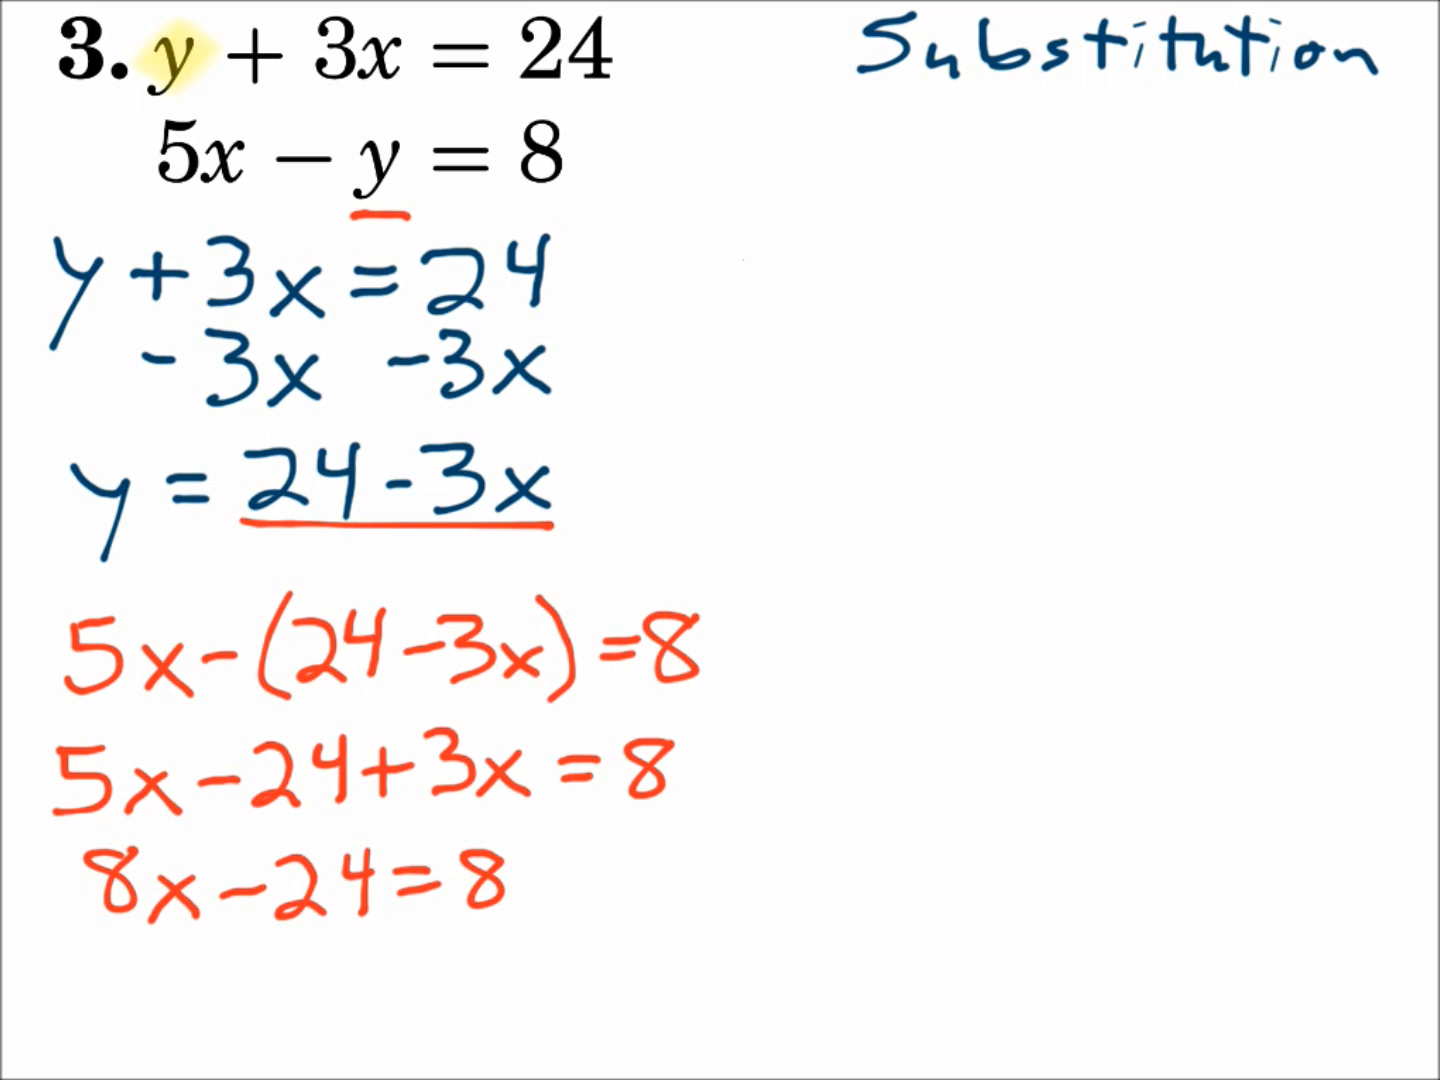 3. y + 3x = 24
Substitution
5x − y = 8
y + 3x = 24
- 3x - 3x
y = 24 - 3x
5x - (24 - 3x) = 8
5x - 24 + 3x = 8
8x - 24 = 8